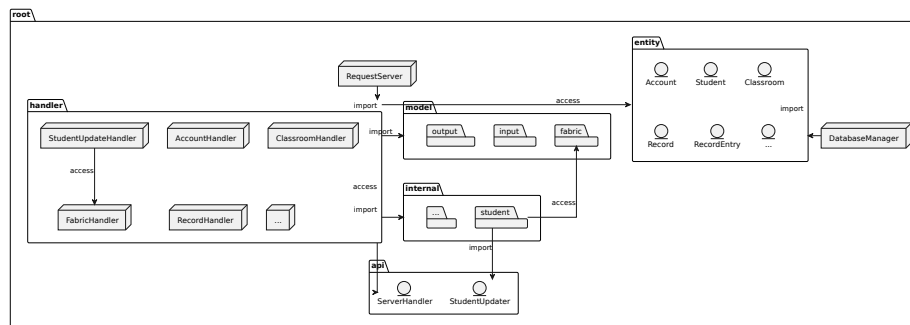 root
entity
Account
Student
Classroom
RequestServer
import
access
import
handler
model
StudentUpdateHandler
AccountHandler
ClassroomHandler
import
output
input
fabric
Record
RecordEntry
...
DatabaseManager
access
access
internal
import
access
FabricHandler
RecordHandler
...
...
student
import
api
ServerHandler
StudentUpdater